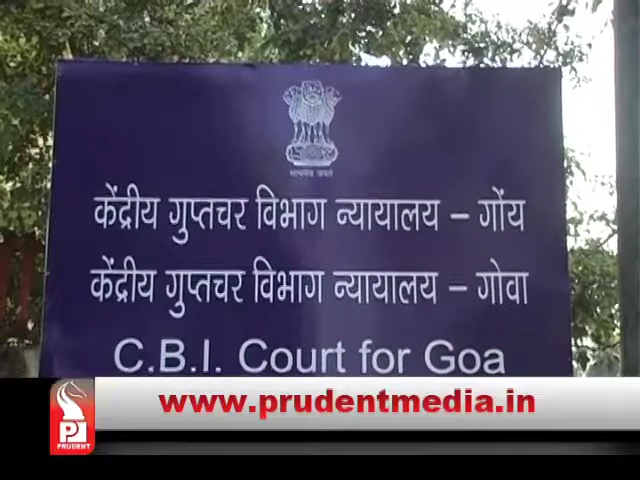 सत्यमेव जयते
केंद्रीय गुप्तचर विभाग न्यायालय – गोंय
केंद्रीय गुप्तचर विभाग न्यायालय – गोवा
C.B.I. Court for Goa
www.prudentmedia.in
PRUDENT